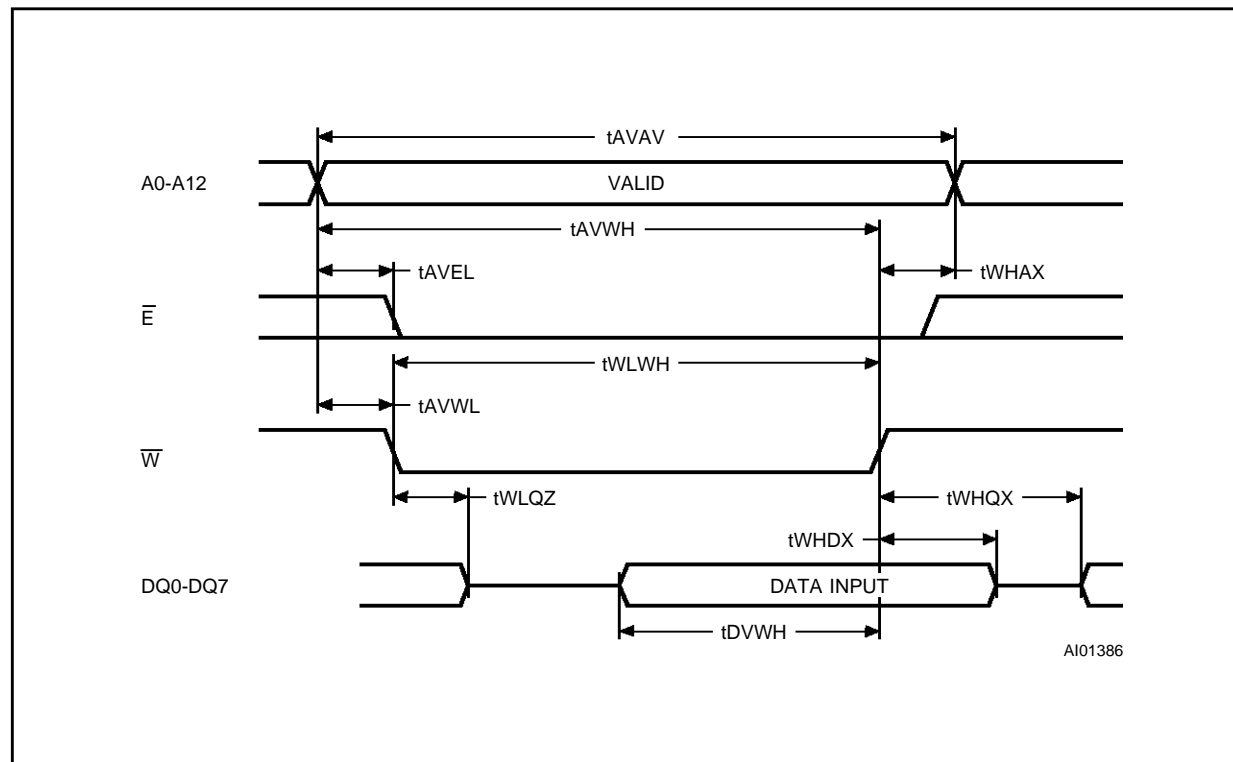 tAVAV
A0-A12
VALID
tAVWH
tAVEL
tWHAX
E̅
tWLWH
tAVWL
W̅
tWLQZ
tWHQX
tWHDX
DQ0-DQ7
DATA INPUT
tDVWH
AI01386